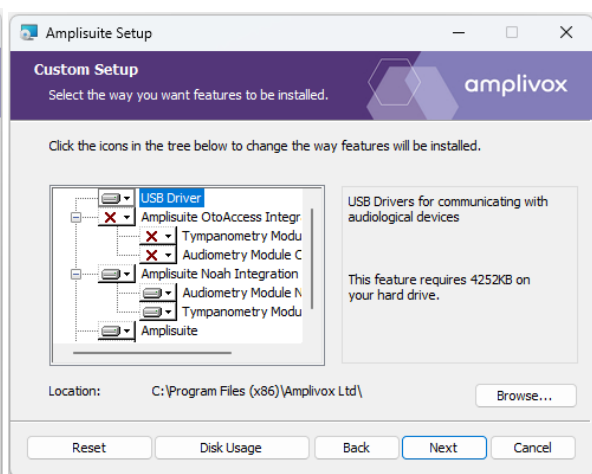 Amplisuite Setup
Custom Setup
Select the way you want features to be installed.
amplivox
Click the icons in the tree below to change the way features will be installed.
USB Driver
Amplisuite OtoAccess Integr
Tympanometry Modu
Audiometry Module C
Amplisuite Noah Integration
Audiometry Module N
Tympanometry Modu
Amplisuite
USB Drivers for communicating with
audiological devices
This feature requires 4252KB on
your hard drive.
Location: C:\Program Files (x86)\Amplivox Ltd\
Browse...
Reset Disk Usage Back Next Cancel